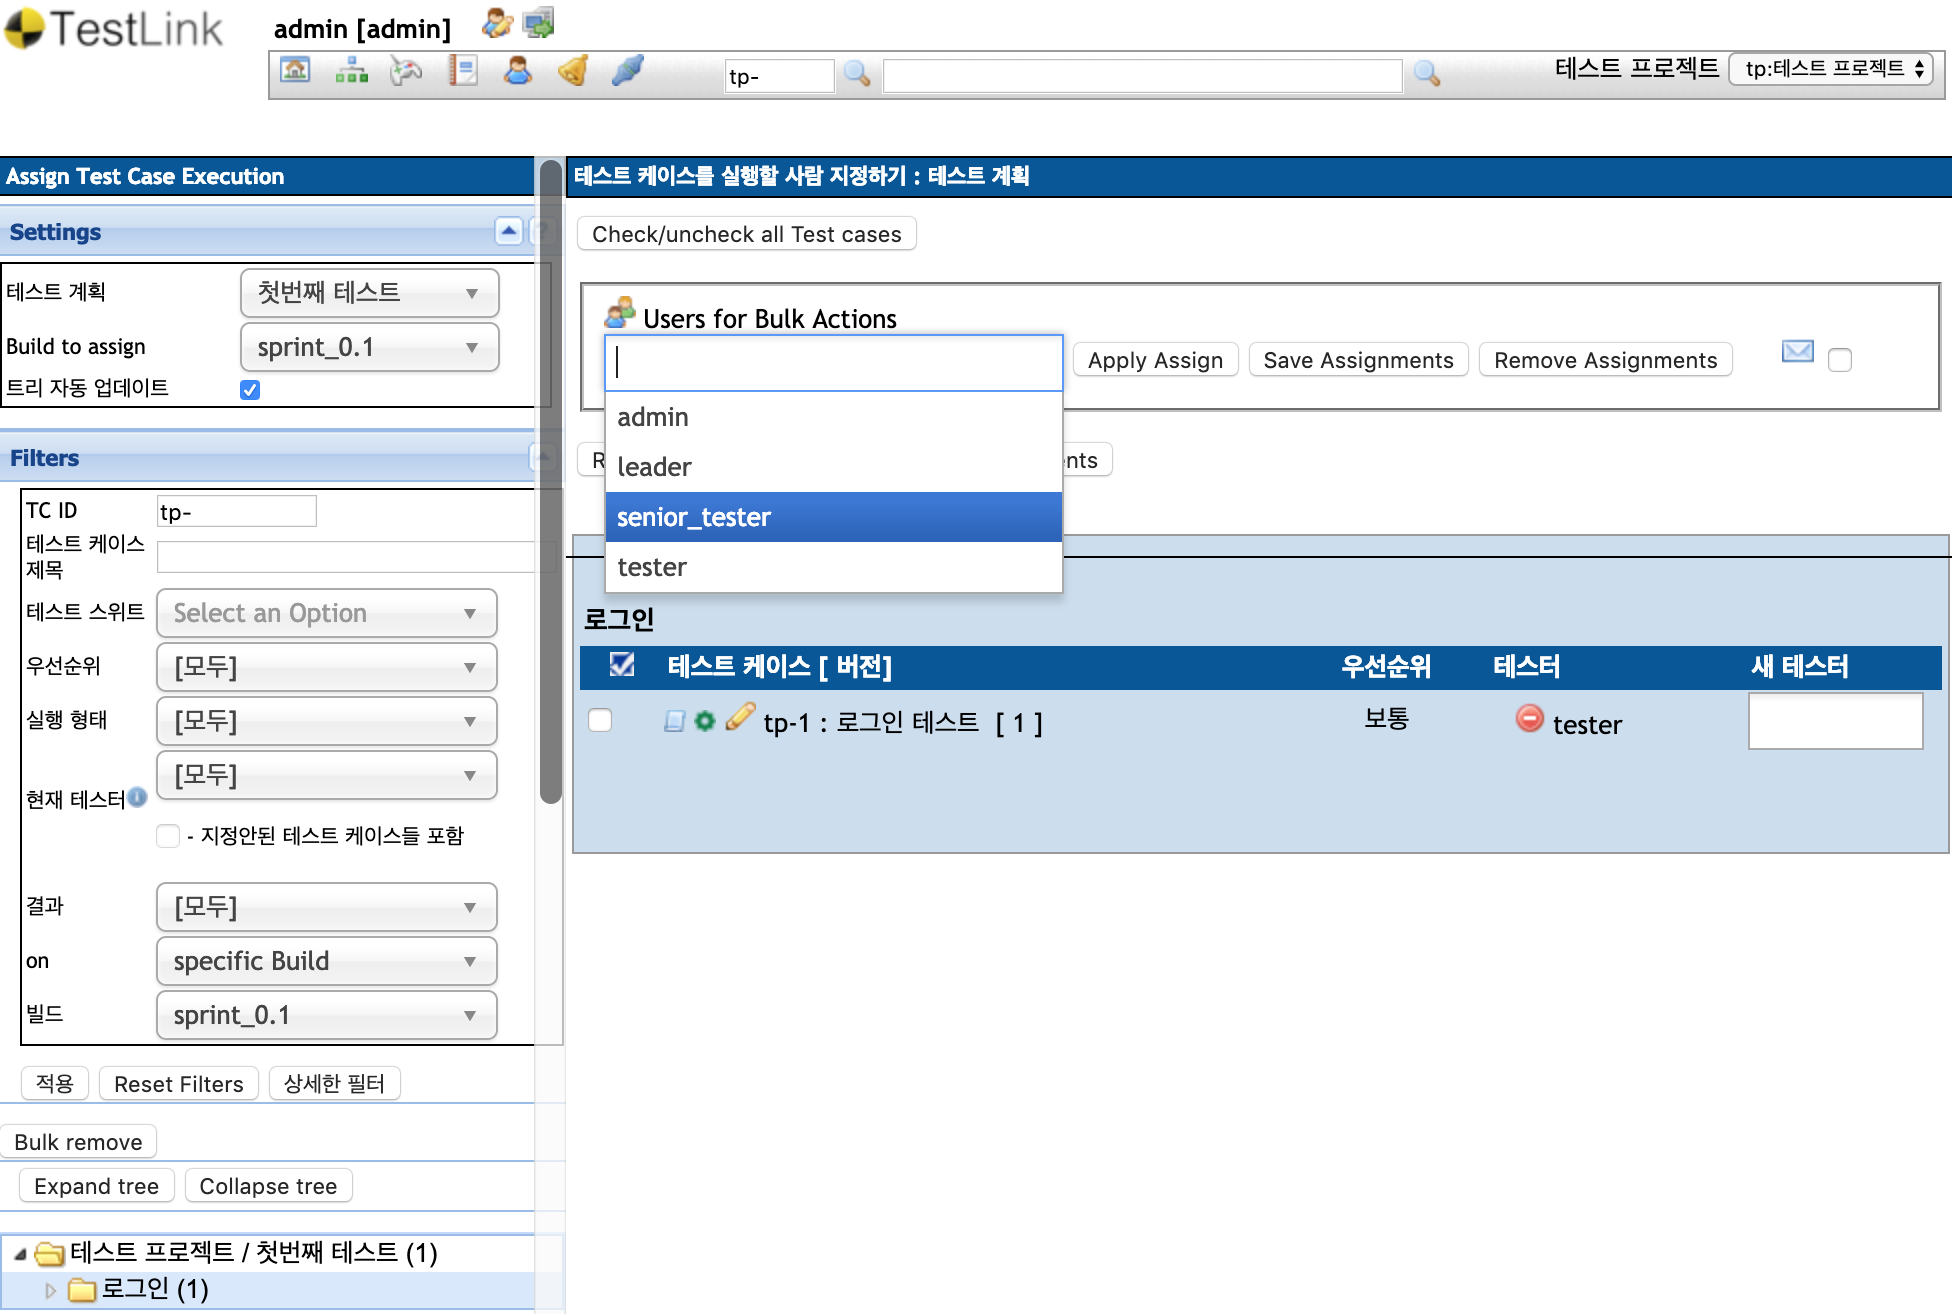 TestLink
admin [admin]
tp-
테스트 프로젝트 tp:테스트 프로젝트
Assign Test Case Execution
Settings
테스트 계획 첫번째 테스트
Build to assign sprint_0.1
트리 자동 업데이트
Filters
TC ID tp-
테스트 케이스
제목
테스트 스위트 Select an Option
우선순위 [모두]
실행 형태 [모두]
[모두]
현재 테스터
- 지정안된 테스트 케이스들 포함
결과 [모두]
on specific Build
빌드 sprint_0.1
적용 Reset Filters 상세한 필터
Bulk remove
Expand tree Collapse tree
테스트 프로젝트 / 첫번째 테스트 (1)
로그인 (1)
테스트 케이스를 실행할 사람 지정하기 : 테스트 계획
Check/uncheck all Test cases
Users for Bulk Actions
Apply Assign Save Assignments Remove Assignments
admin
leader
senior_tester
tester
로그인
테스트 케이스 [ 버전] 우선순위 테스터 새 테스터
tp-1 : 로그인 테스트 [ 1 ] 보통 tester